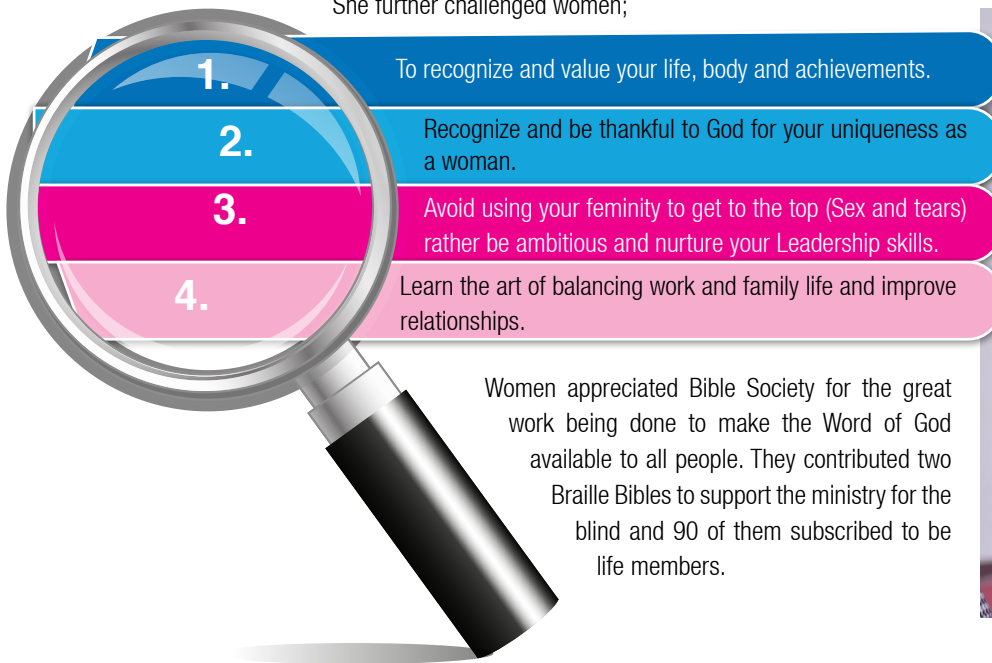 She further challenged women;
1.
To recognize and value your life, body and achievements.
2.
Recognize and be thankful to God for your uniqueness as
a woman.
3.
Avoid using your feminity to get to the top (Sex and tears)
rather be ambitious and nurture your Leadership skills.
4.
Learn the art of balancing work and family life and improve
relationships.
Women appreciated Bible Society for the great
work being done to make the Word of God
available to all people. They contributed two
Braille Bibles to support the ministry for the
blind and 90 of them subscribed to be
life members.